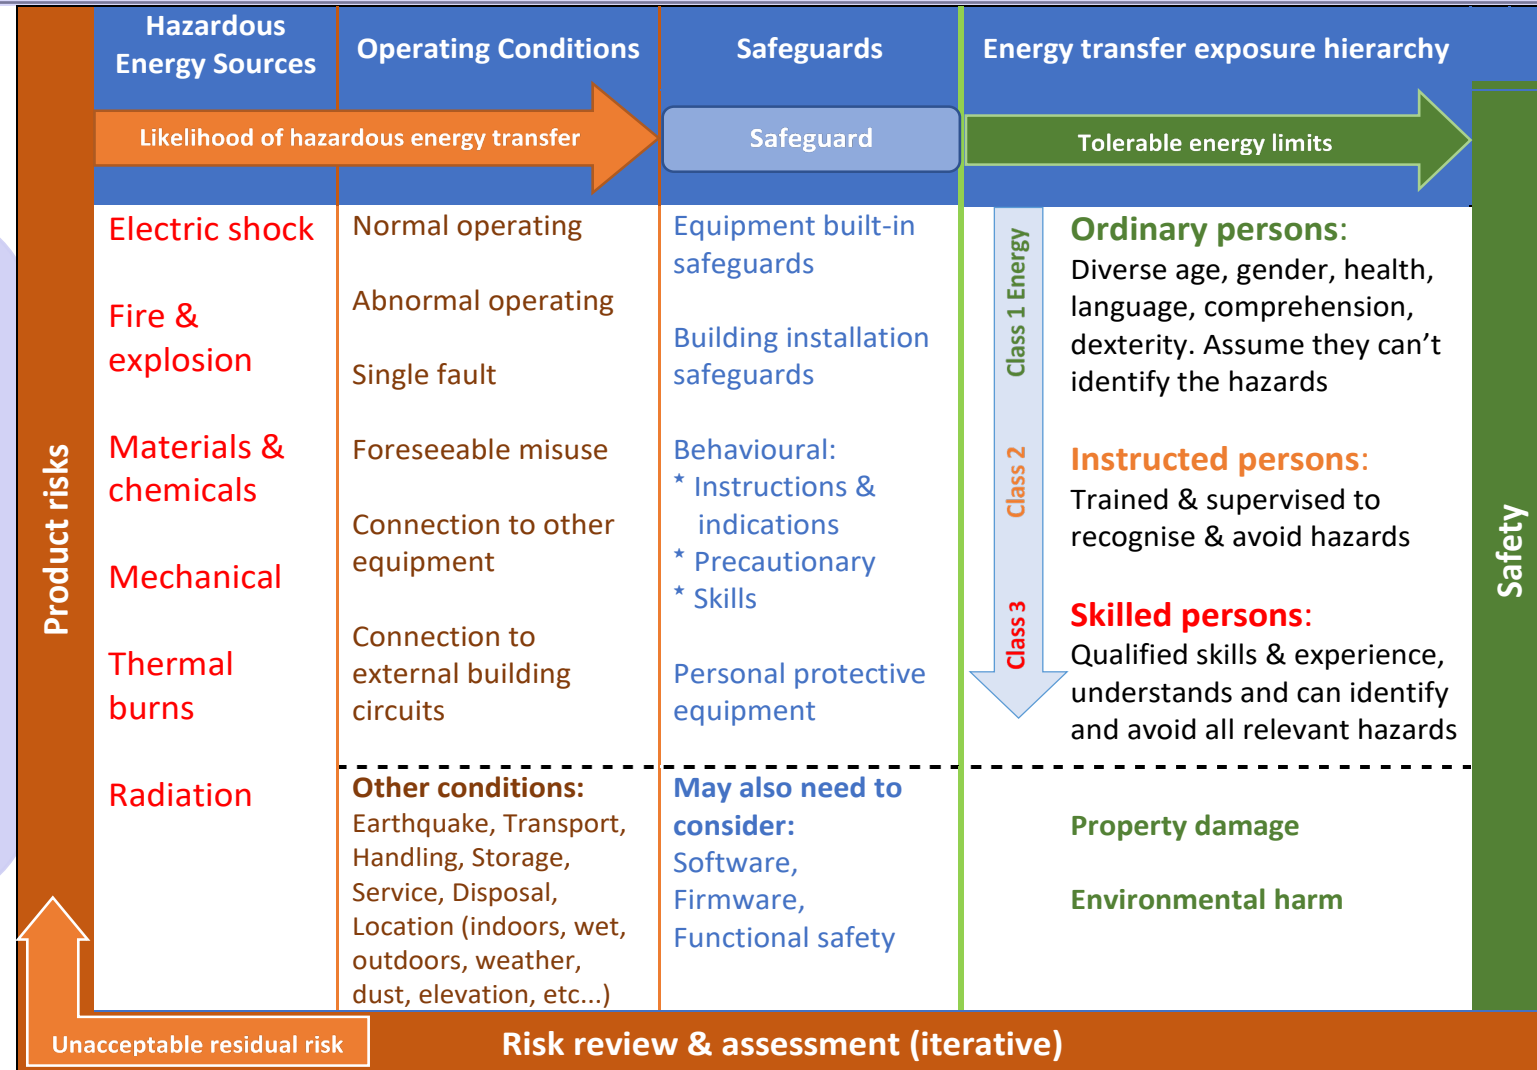 Hazardous
Energy Sources
Operating Conditions
Safeguards
Energy transfer exposure hierarchy
Likelihood of hazardous energy transfer
Safeguard
Tolerable energy limits
Product risks
Electric shock
Fire &
explosion
Materials &
chemicals
Mechanical
Thermal
burns
Radiation
Normal operating
Abnormal operating
Single fault
Foreseeable misuse
Connection to other
equipment
Connection to
external building
circuits
Other conditions:
Earthquake, Transport,
Handling, Storage,
Service, Disposal,
Location (indoors, wet,
outdoors, weather,
dust, elevation, etc...)
Equipment built-in
safeguards
Building installation
safeguards
Behavioural:
* Instructions &
indications
* Precautionary
* Skills
Personal protective
equipment
May also need to
consider:
Software,
Firmware,
Functional safety
Class 1 Energy
Class 2
Class 3
Ordinary persons:
Diverse age, gender, health,
language, comprehension,
dexterity. Assume they can't
identify the hazards
Instructed persons:
Trained & supervised to
recognise & avoid hazards
Skilled persons:
Qualified skills & experience,
understands and can identify
and avoid all relevant hazards
Property damage
Environmental harm
Safety
Unacceptable residual risk
Risk review & assessment (iterative)